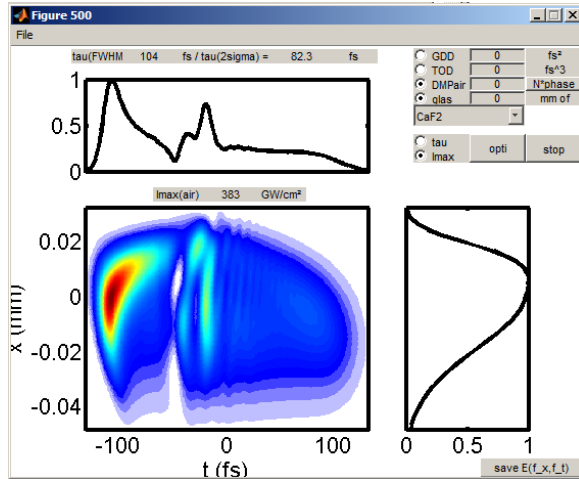 Figure 500
File
tau(FWHM 104 fs / tau(2sigma) = 82.3 fs
GDD 0 fs²
TOD 0 fs^3
DMPair 0 N°phase
glas 0 mm of
CaF2
tau
Imax
opti
stop
1
0.5
0
Imax(air) 383 GW/cm²
0.02
0
-0.02
-0.04
x (mm)
-100 0 100
t (fs)
0 0.5 1
save E(f_x,f_t)